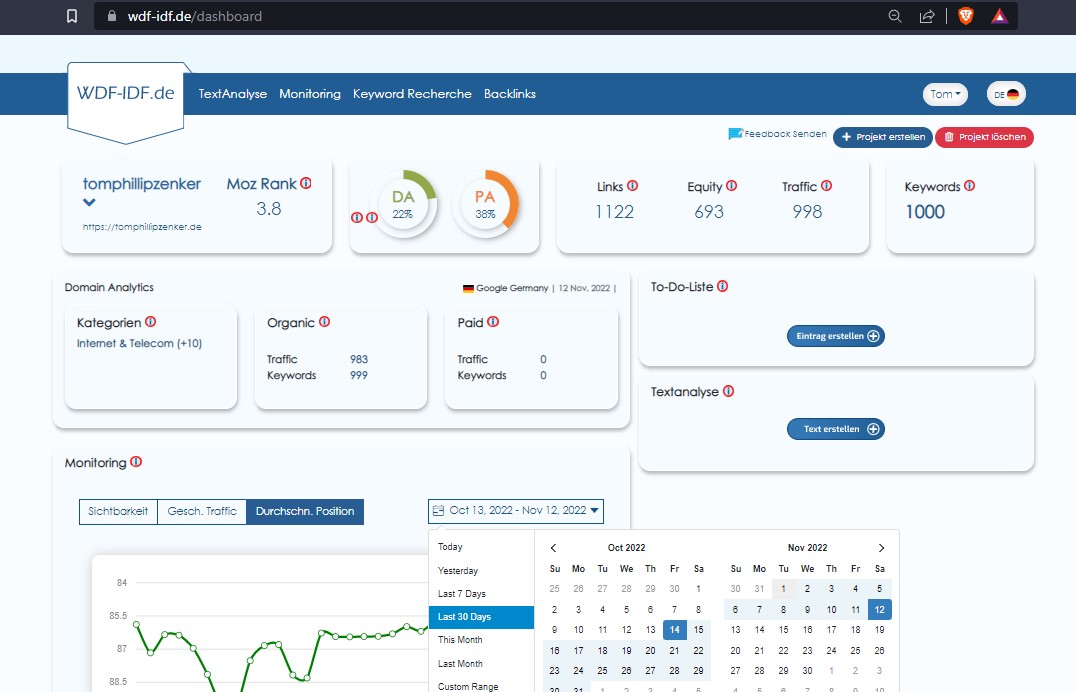 wdf-idf.de/dashboard
WDF-IDF.de
TextAnalyse Monitoring Keyword Recherche Backlinks
Tom
DE
Feedback Senden
Projekt erstellen
Projekt löschen
tomphillipzenker
Moz Rank
3.8
https://tomphillipzenker.de
DA
22%
PA
38%
Links Equity Traffic
1122 693 998
Keywords
1000
Domain Analytics
Google Germany | 12 Nov, 2022 |
Kategorien
Internet & Telecom (+10)
Organic
Traffic 983
Keywords 999
Paid
Traffic 0
Keywords 0
To-Do-Liste
Eintrag erstellen
Textanalyse
Text erstellen
Monitoring
Sichtbarkeit Gesch. Traffic Durchschn. Position
Oct 13, 2022 - Nov 12, 2022
84
85.5
87
88.5
Today
Yesterday
Last 7 Days
Last 30 Days
This Month
Last Month
Custom Range
Oct 2022
Su Mo Tu We Th Fr Sa
25 26 27 28 29 30 1
2 3 4 5 6 7 8
9 10 11 12 13 14 15
16 17 18 19 20 21 22
23 24 25 26 27 28 29
30 31 1 2 3 4 5
Nov 2022
Su Mo Tu We Th Fr Sa
30 31 1 2 3 4 5
6 7 8 9 10 11 12
13 14 15 16 17 18 19
20 21 22 23 24 25 26
27 28 29 30 1 2 3
4 5 6 7 8 9 10